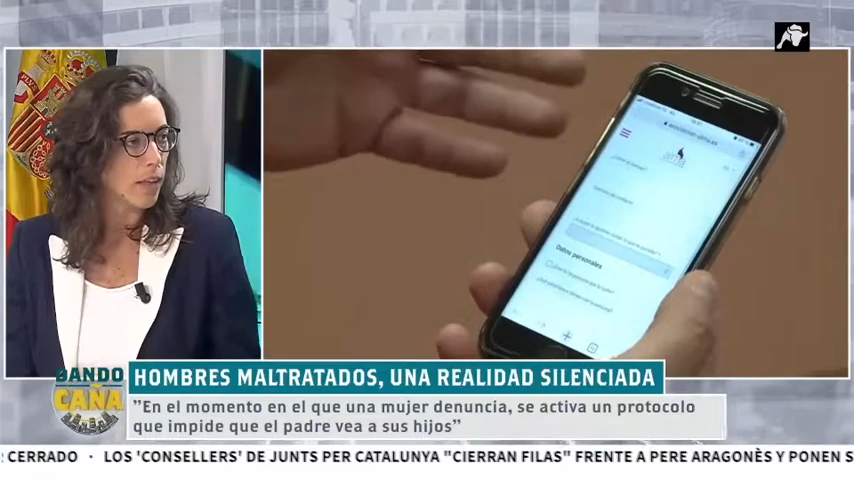 Datos personales
DANDO CAÑA
HOMBRES MALTRATADOS, UNA REALIDAD SILENCIADA
"En el momento en el que una mujer denuncia, se activa un protocolo
que impide que el padre vea a sus hijos"
CERRADO · LOS 'CONSELLERS' DE JUNTS PER CATALUNYA "CIERRAN FILAS" FRENTE A PERE ARAGONÈS Y PONEN S